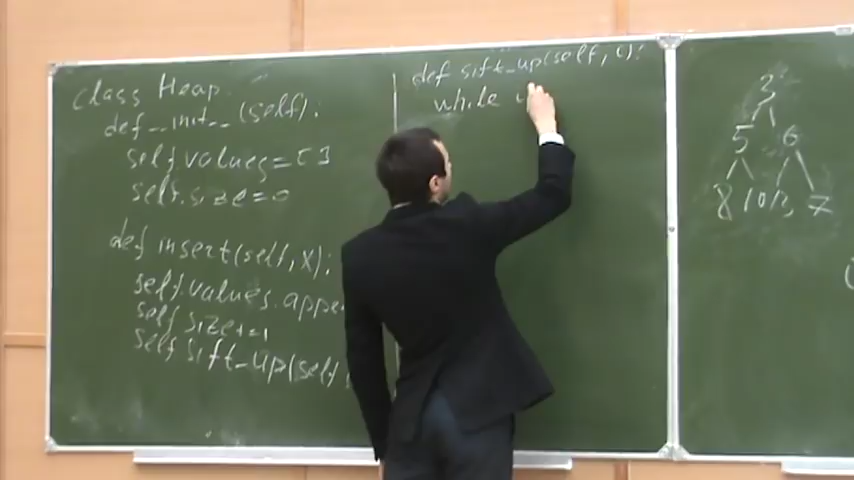 class Heap
def __init__(self):
self.values=[]
self.size=0
def insert(self, x):
self.values.appe
self size+=1
self sift_up(self
def sift_up(self, i):
while
3
5 6
8 10 12 7